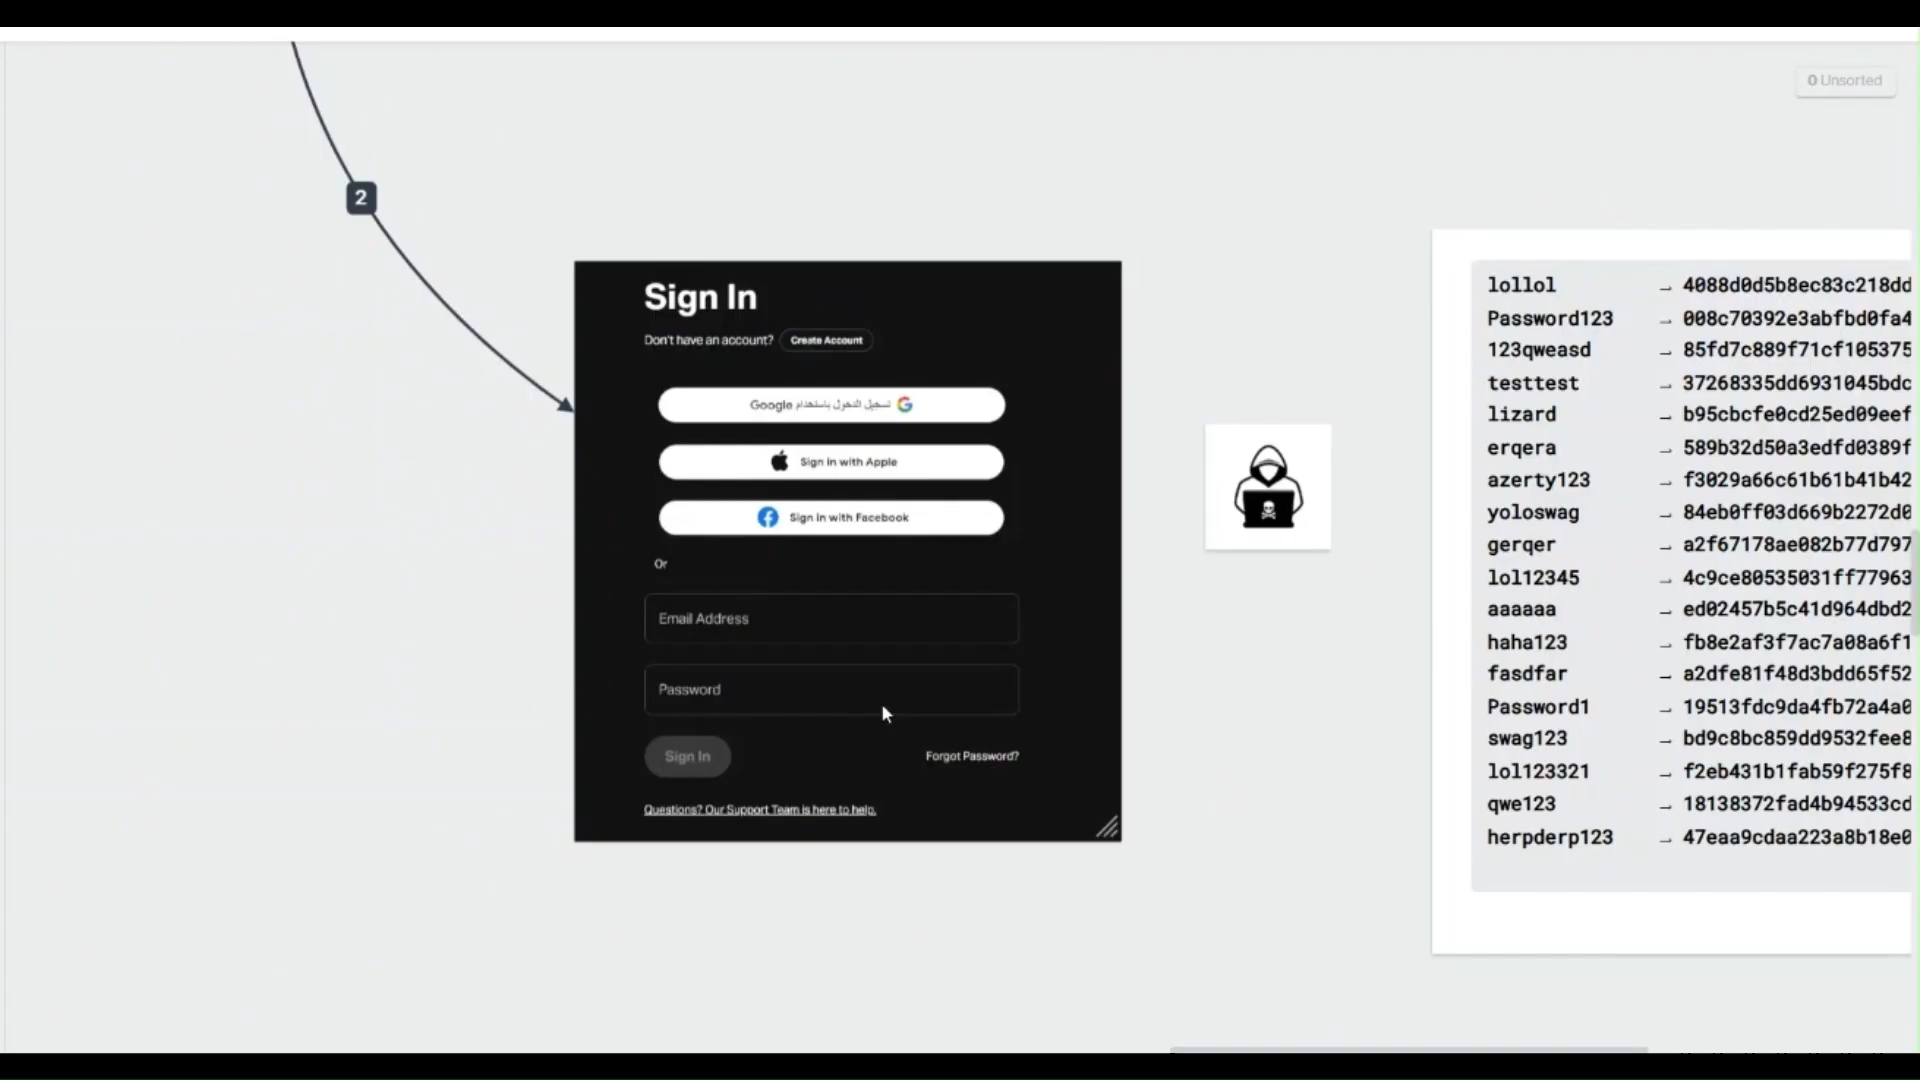 0 Unsorted
2
Sign In
Don't have an account? Create Account
تسجيل الدخول باستخدام Google
Sign in with Apple
Sign in with Facebook
Or
Email Address
Password
Sign In
Forgot Password?
Questions? Our Support Team is here to help.
lollol → 4088d0d5b8ec83c218dd
Password123 → 008c70392e3abfbd0fa4
123qweasd → 85fd7c889f71cf105375
testtest → 37268335dd6931045bdc
lizard → b95cbcfe0cd25ed09eef
erqera → 589b32d50a3edfd0389f
azerty123 → f3029a66c61b61b41b42
yoloswag → 84eb0ff03d669b2272d0
gerqer → a2f67178ae082b77d797
lol12345 → 4c9ce80535031ff77963
aaaaaa → ed02457b5c41d964dbd2
haha123 → fb8e2af3f7ac7a08a6f1
fasdfar → a2dfe81f48d3bdd65f52
Password1 → 19513fdc9da4fb72a4a0
swag123 → bd9c8bc859dd9532fee8
lol123321 → f2eb431b1fab59f275f8
qwe123 → 18138372fad4b94533cd
herpderp123 → 47eaa9cdaa223a8b18e0